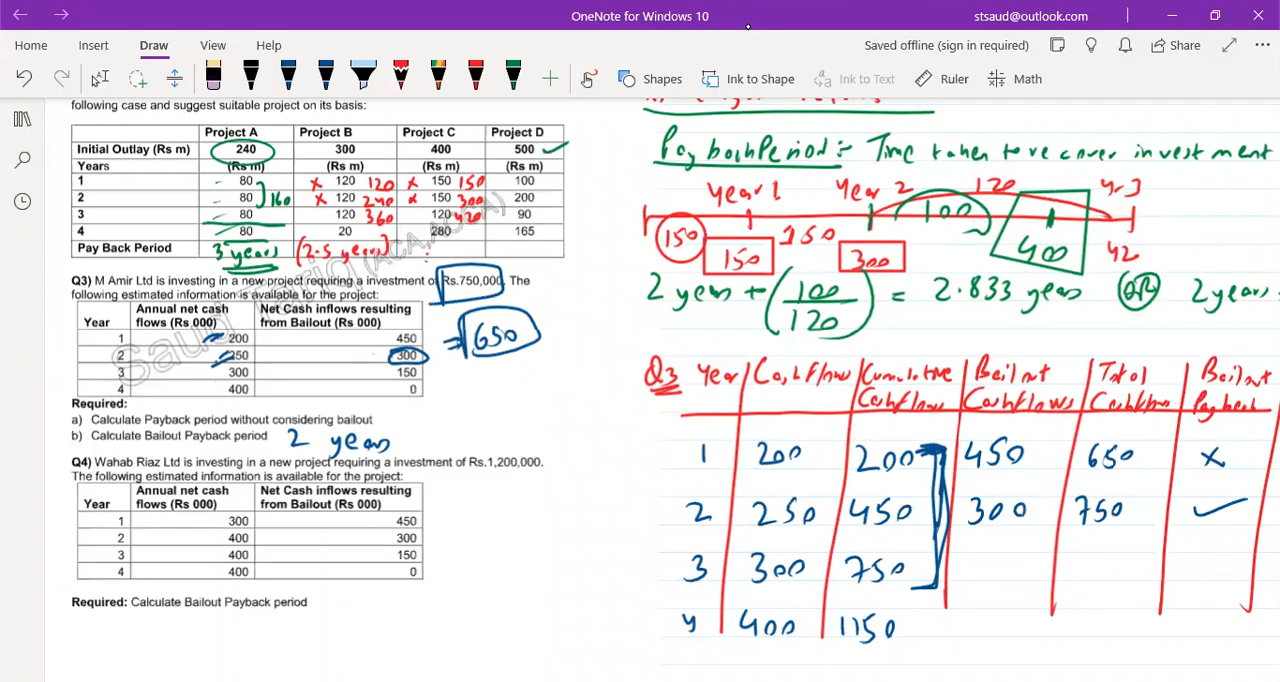 OneNote for Windows 10
stsaud@outlook.com
Home Insert Draw View Help
Saved offline (sign in required) Share
Shapes Ink to Shape Ink to Text Ruler Math
following case and suggest suitable project on its basis:
Project A Project B Project C Project D
Initial Outlay (Rs m) 240 300 400 500
Years (Rs m) (Rs m) (Rs m) (Rs m)
1 80 x 120 120 x 150 150 100
2 80 160 x 120 240 x 150 300 200
3 80 120 360 120 420 90
4 80 20 280 165
Pay Back Period 3 years (2.5 years)
Q3) M Amir Ltd is investing in a new project requiring a investment of Rs.750,000. The
following estimated information is available for the project:
Year Annual net cash flows (Rs 000) Net Cash inflows resulting from Bailout (Rs 000)
1 200 450 = 650
2 250 300
3 300 150
4 400 0
Required:
a) Calculate Payback period without considering bailout
b) Calculate Bailout Payback period 2 years
Q4) Wahab Riaz Ltd is investing in a new project requiring a investment of Rs.1,200,000.
The following estimated information is available for the project:
Year Annual net cash flows (Rs 000) Net Cash inflows resulting from Bailout (Rs 000)
1 300 450
2 400 300
3 400 150
4 400 0
Required: Calculate Bailout Payback period
Pay back Period :- Time taken to recover investment
Year 1 Year 2 120 yr 3
100
150 150 150 300 400 42
2 years + (100/120) = 2.833 years OR 2 years
Q3 Year Cashflow Cumulative Cashflows Bailout Cashflows Total Cashflow Bailout Payback
1 200 200 450 650 x
2 250 450 300 750 ✓
3 300 750
4 400 1150